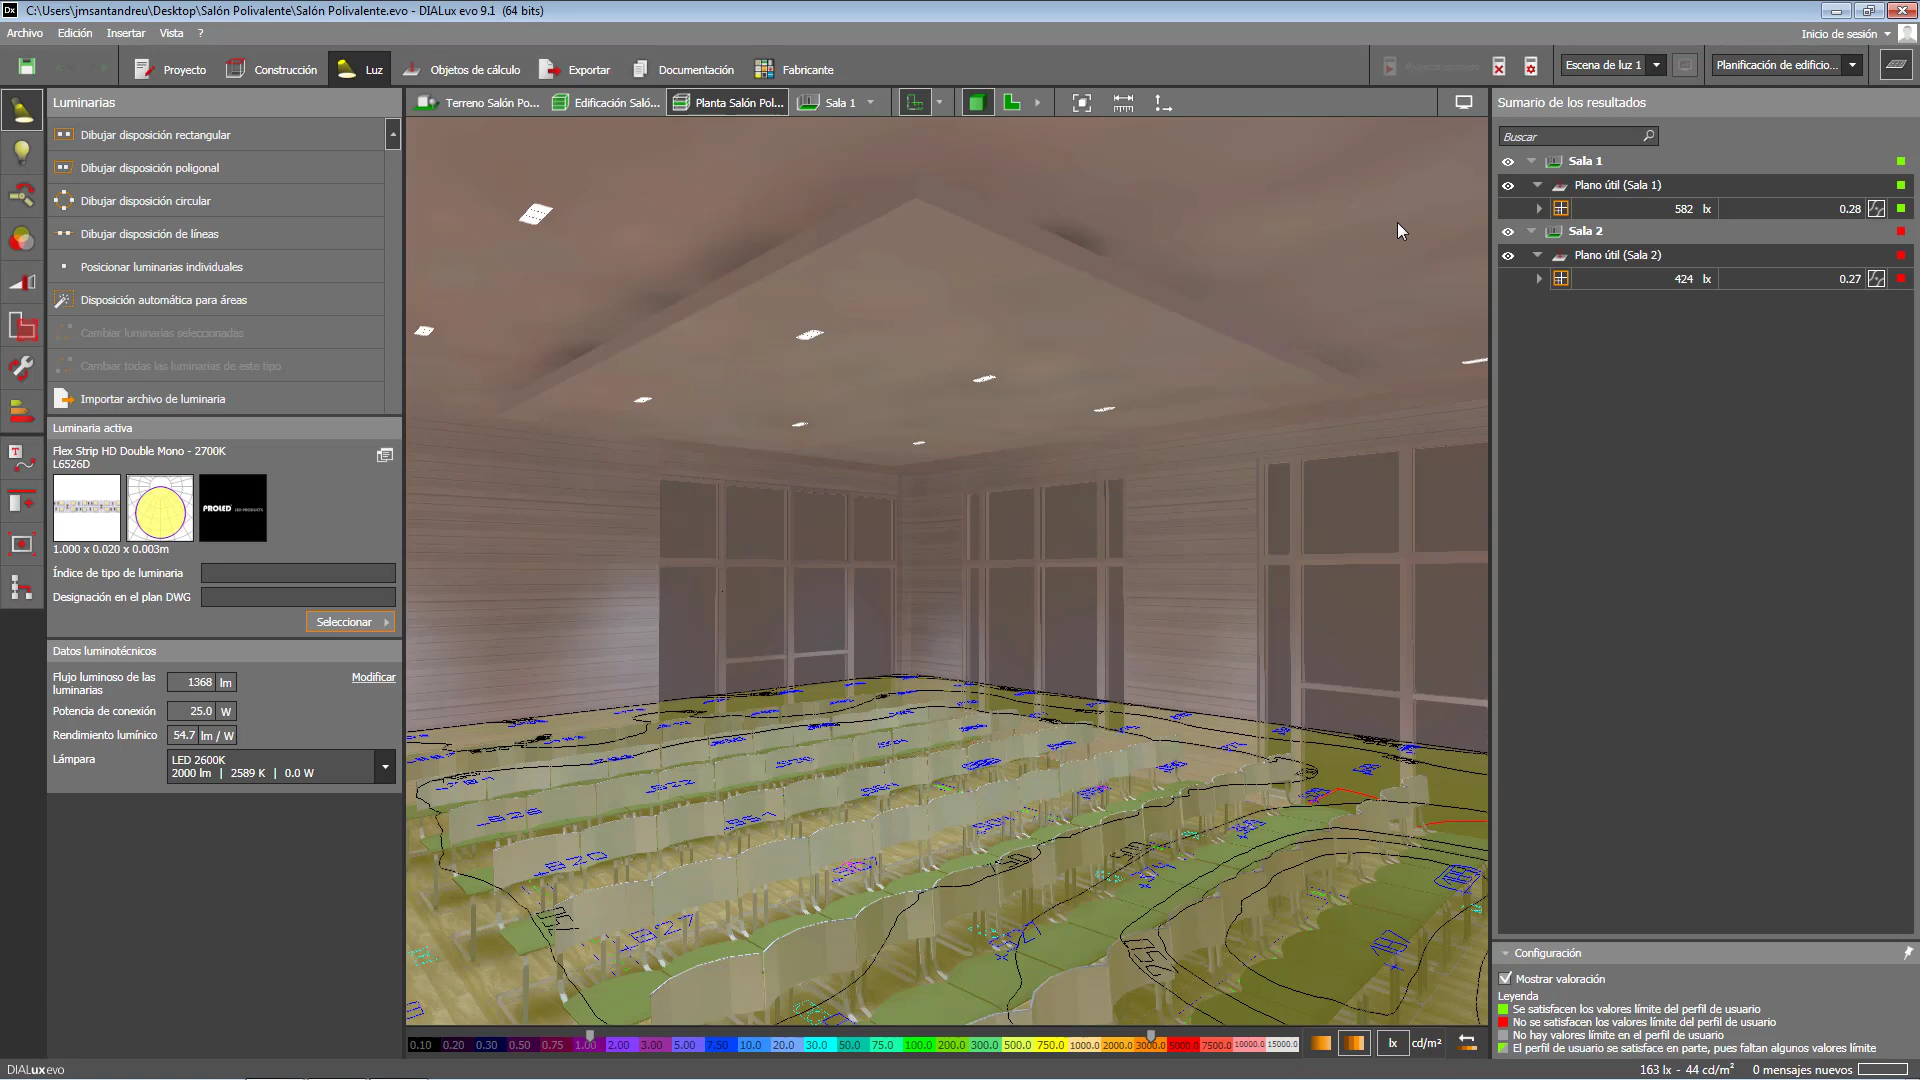 C:\Users\jmsantandreu\Desktop\Salón Polivalente\Salón Polivalente.evo - DIALux evo 9.1 (64 bits)
Archivo Edición Insertar Vista ?
Inicio de sesión
Proyecto
Construcción
Luz
Objetos de cálculo
Exportar
Documentación
Fabricante
Escena de luz 1
Planificación de edificio...
Luminarias
Terreno Salón Po...
Edificación Saló...
Planta Salón Pol...
Sala 1
Sumario de los resultados
Dibujar disposición rectangular
Dibujar disposición poligonal
Dibujar disposición circular
Dibujar disposición de líneas
Posicionar luminarias individuales
Disposición automática para áreas
Cambiar luminarias seleccionadas
Cambiar todas las luminarias de este tipo
Importar archivo de luminaria
Luminaria activa
Flex Strip HD Double Mono - 2700K
L6526D
PROLED LED PRODUCTS
1.000 x 0.020 x 0.003m
Índice de tipo de luminaria
Designación en el plan DWG
Seleccionar
Datos luminotécnicos
Flujo luminoso de las luminarias 1368 lm Modificar
Potencia de conexión 25.0 W
Rendimiento lumínico 54.7 lm / W
Lámpara LED 2600K
2000 lm | 2589 K | 0.0 W
Buscar
Sala 1
Plano útil (Sala 1)
582 lx 0.28
Sala 2
Plano útil (Sala 2)
424 lx 0.27
Configuración
Mostrar valoración
Leyenda
Se satisfacen los valores límite del perfil de usuario
No se satisfacen los valores límite del perfil de usuario
No hay valores límite en el perfil de usuario
El perfil de usuario se satisface en parte, pues faltan algunos valores límite
0.10 0.20 0.30 0.50 0.75 1.00 2.00 3.00 5.00 7.50 10.0 20.0 30.0 50.0 75.0 100.0 200.0 300.0 500.0 750.0 1000.0 2000.0 3000.0 5000.0 7500.0 10000.0 15000.0
lx cd/m²
DIALux evo
163 lx - 44 cd/m² 0 mensajes nuevos